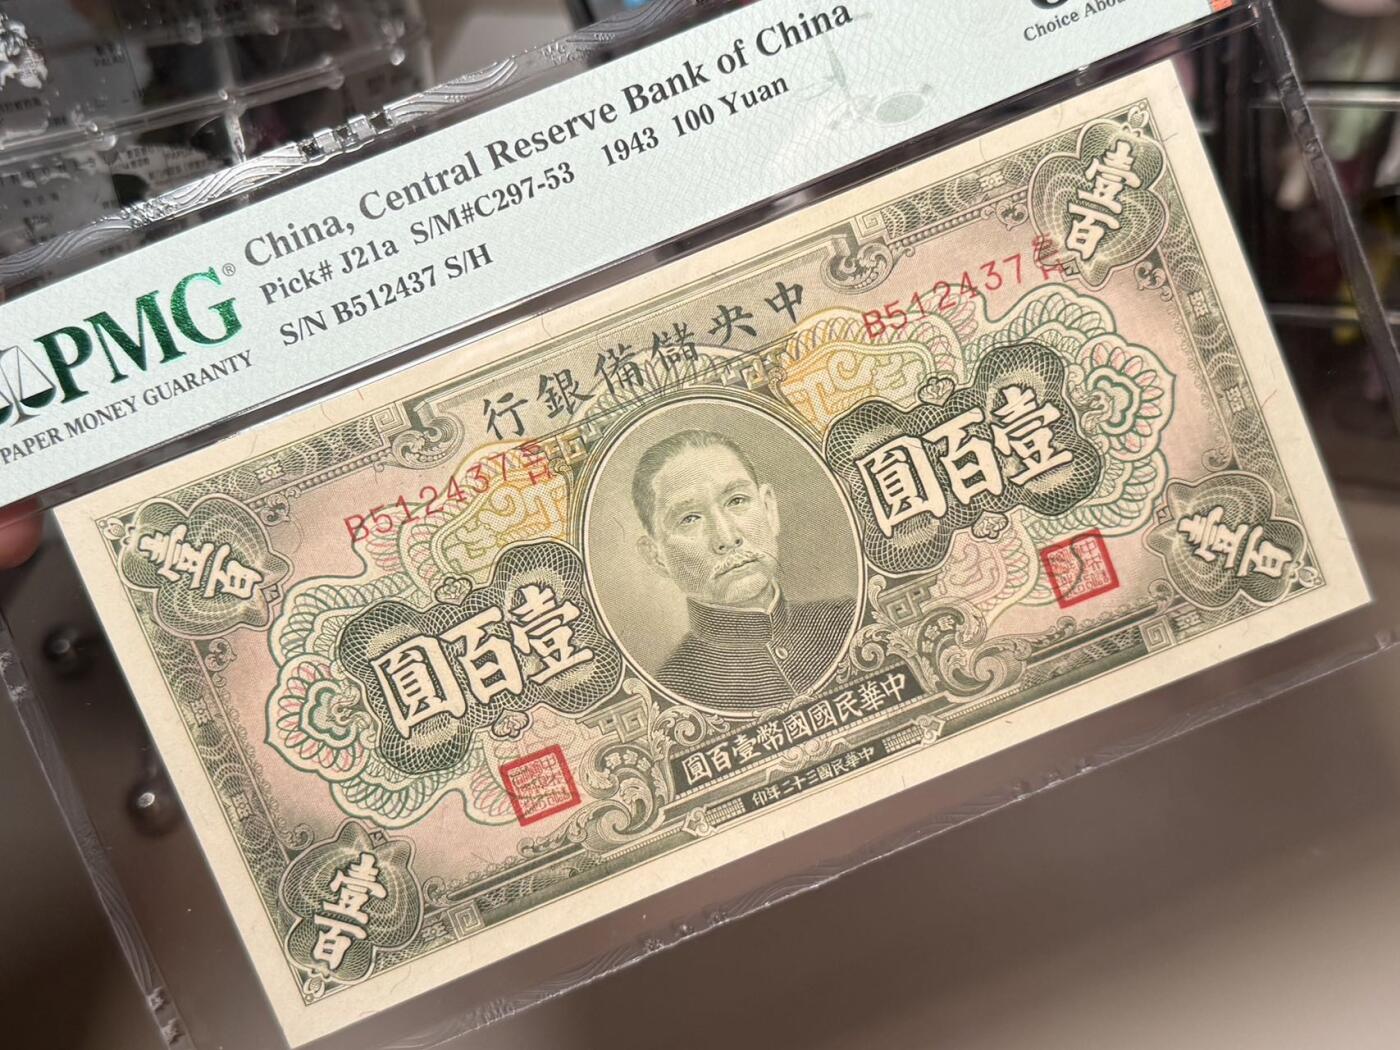 China, Central Reserve Bank of China
Pick# J21a S/M#C297-53 1943 100 Yuan
S/N B512437 S/H
Choice Abou
PMG®
PAPER MONEY GUARANTY
壹百
行銀備儲央中
B512437
B512437
壹百
圓百壹
圓百壹
壹百
圓百壹幣國國民華中
印年二十三國民華中
壹百